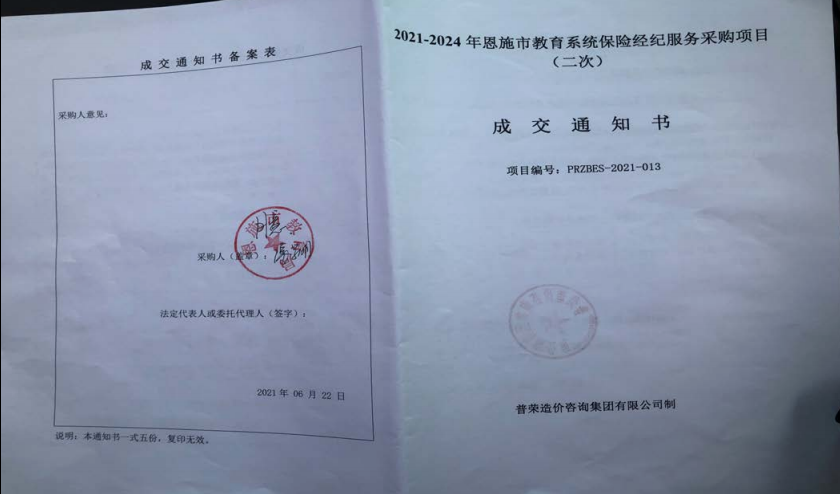 成交通知书备案表
采购人意见:
采购人(盖章):
法定代表人或委托代理人(签字):
2021 年 06 月 22 日
说明:本通知书一式五份,复印无效。
2021-2024 年恩施市教育系统保险经纪服务采购项目
(二次)
成交通知书
项目编号:PRZBES-2021-013
普荣造价咨询集团有限公司制